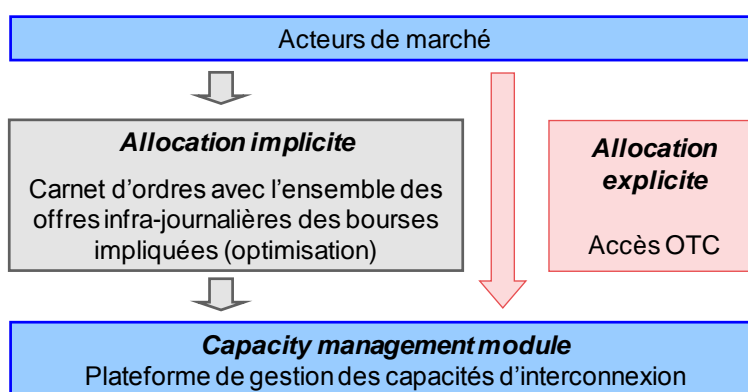 Acteurs de marché
Allocation implicite
Carnet d'ordres avec l'ensemble des
offres infra-journalières des bourses
impliquées (optimisation)
Allocation
explicite
Accès OTC
Capacity management module
Plateforme de gestion des capacités d'interconnexion